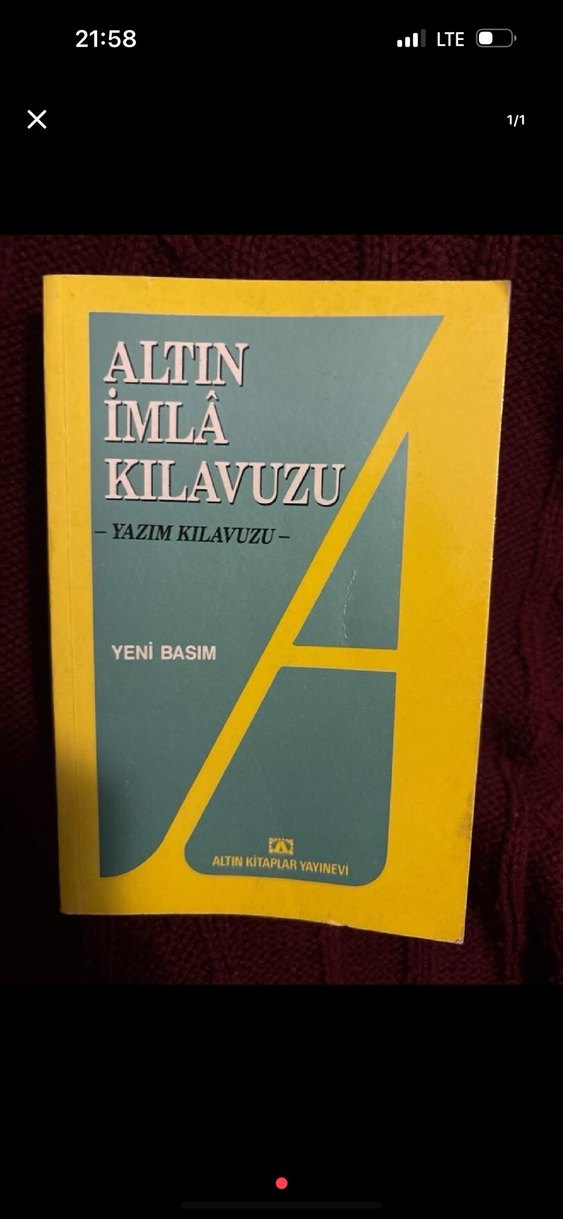 21:58
LTE
1/1
ALTIN
İMLÂ
KILAVUZU
– YAZIM KILAVUZU –
YENİ BASIM
ALTIN KİTAPLAR YAYINEVİ